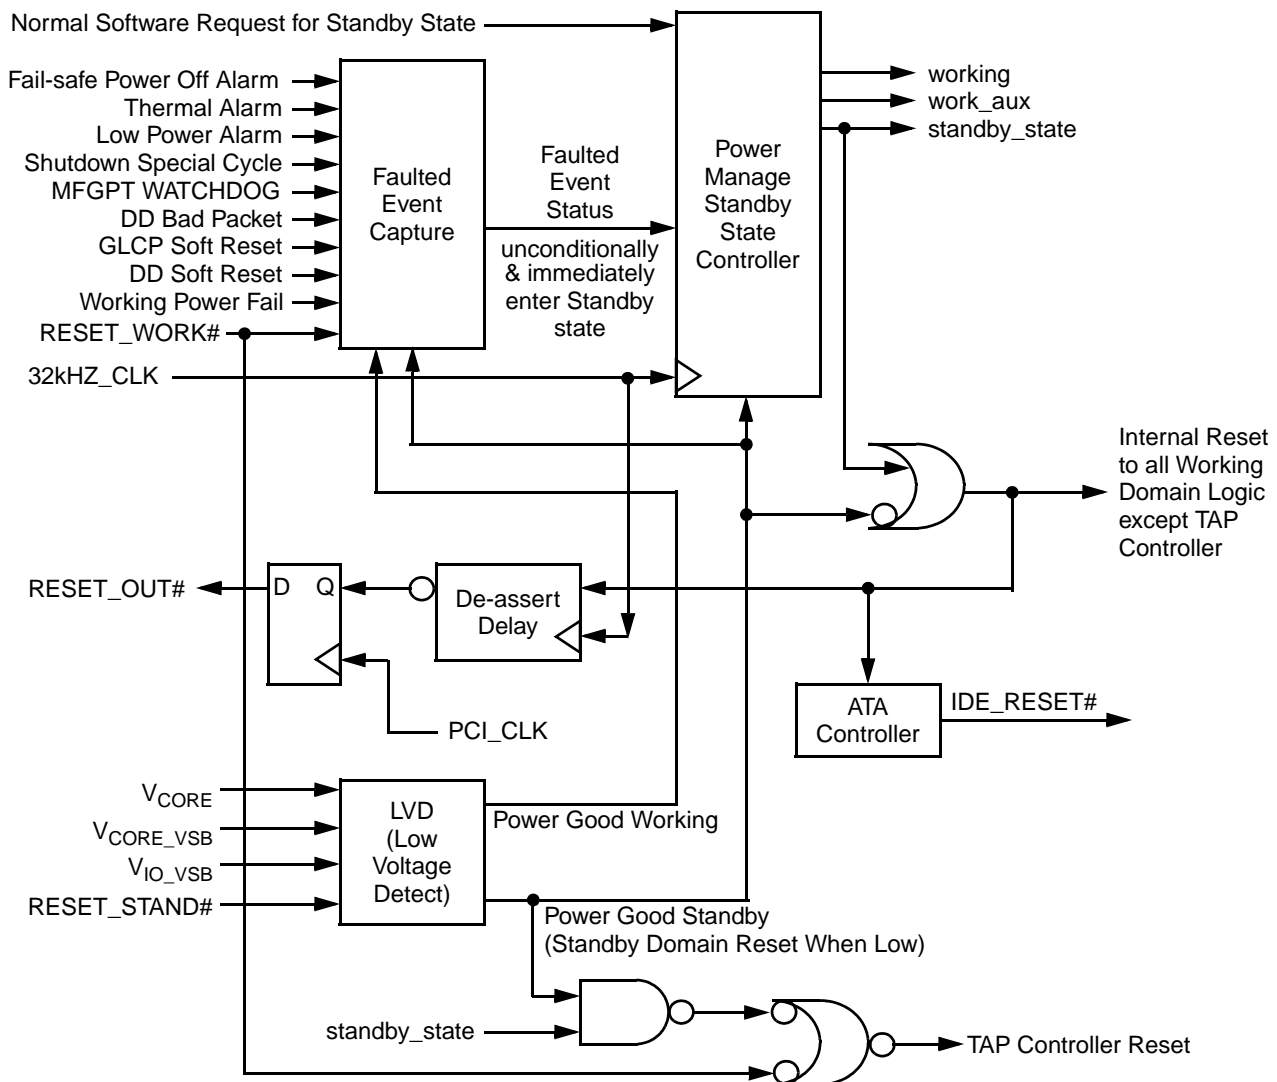 Normal Software Request for Standby State
Fail-safe Power Off Alarm
Thermal Alarm
Low Power Alarm
Shutdown Special Cycle
MFGPT WATCHDOG
DD Bad Packet
GLCP Soft Reset
DD Soft Reset
Working Power Fail
RESET_WORK#
32kHZ_CLK
Faulted
Event
Capture
Faulted
Event
Status
unconditionally
& immediately
enter Standby
state
Power
Manage
Standby
State
Controller
working
work_aux
standby_state
Internal Reset
to all Working
Domain Logic
except TAP
Controller
RESET_OUT#
D Q
De-assert
Delay
PCI_CLK
ATA
Controller
IDE_RESET#
VCORE
VCORE_VSB
VIO_VSB
RESET_STAND#
LVD
(Low
Voltage
Detect)
Power Good Working
Power Good Standby
(Standby Domain Reset When Low)
standby_state
TAP Controller Reset